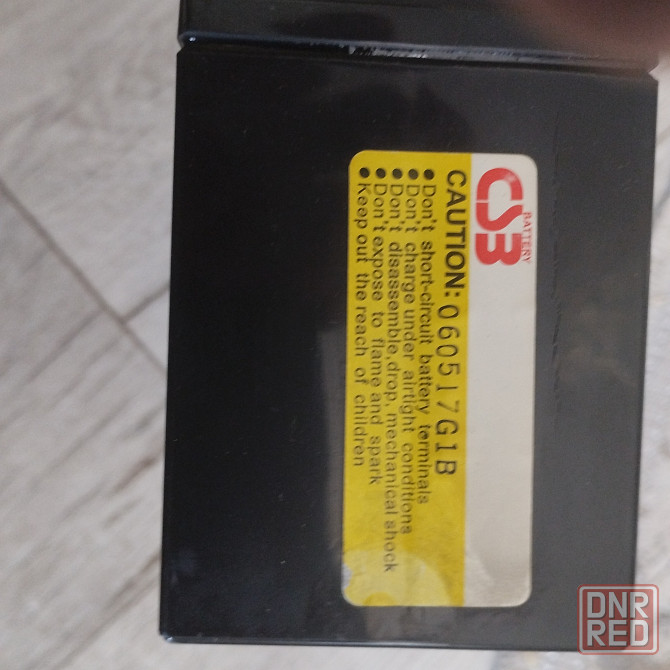 CSB
BATTERY
CAUTION: 060517G1B
● Don't short-circuit battery terminals
● Don't charge under airtight conditions
● Don't disassemble,drop, mechanical shock
● Don't expose to flame and spark
● Keep out the reach of children
DNR
RED